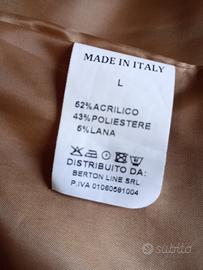 MADE IN ITALY
L
52%ACRILICO
43%POLIESTERE
5%LANA
DISTRIBUITO DA:
BERTON LINE SRL
P.IVA 01060581004
subito